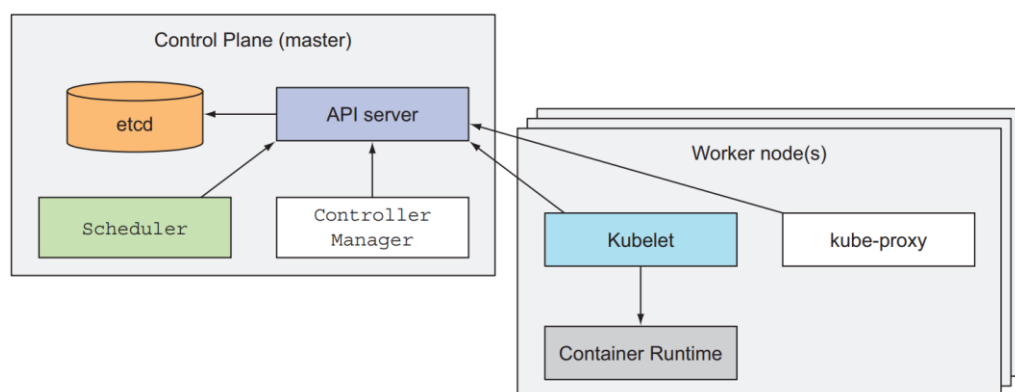 Control Plane (master)
etcd
API server
Scheduler
Controller
Manager
Worker node(s)
Kubelet
kube-proxy
Container Runtime